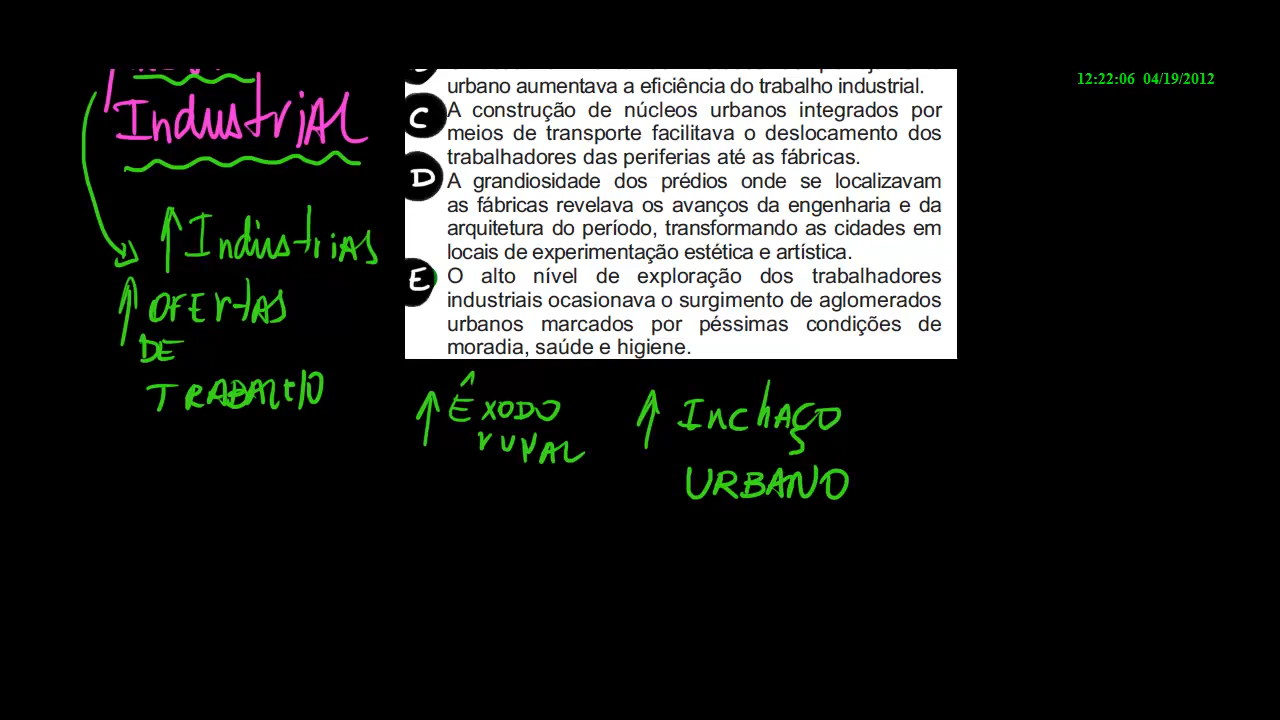 12:22:06 04/19/2012
Industrial
urbano aumentava a eficiência do trabalho industrial.
C
A construção de núcleos urbanos integrados por
meios de transporte facilitava o deslocamento dos
trabalhadores das periferias até as fábricas.
D
A grandiosidade dos prédios onde se localizavam
as fábricas revelava os avanços da engenharia e da
arquitetura do período, transformando as cidades em
locais de experimentação estética e artística.
E
O alto nível de exploração dos trabalhadores
industriais ocasionava o surgimento de aglomerados
urbanos marcados por péssimas condições de
moradia, saúde e higiene.
↑ IndústriAS
↑ OFErtAS
DE
TRABALHO
↑ ÊXODO
rurAL
↑ InchAÇO
URBANO